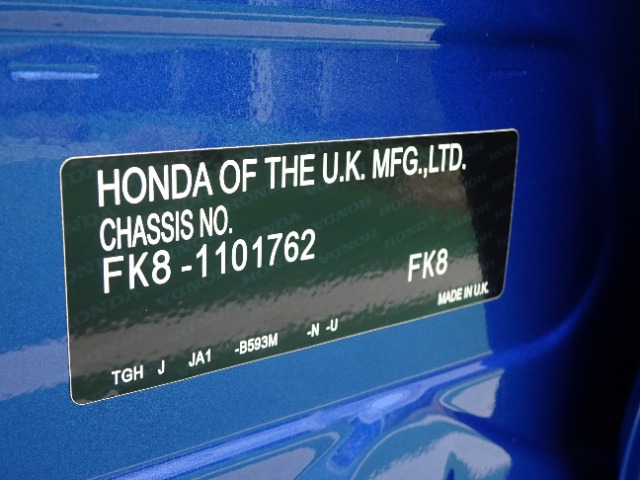 HONDA OF THE U.K. MFG.,LTD.
CHASSIS NO.
FK8-1101762
FK8
MADE IN U.K.
TGH J JA1 -B593M -N -U